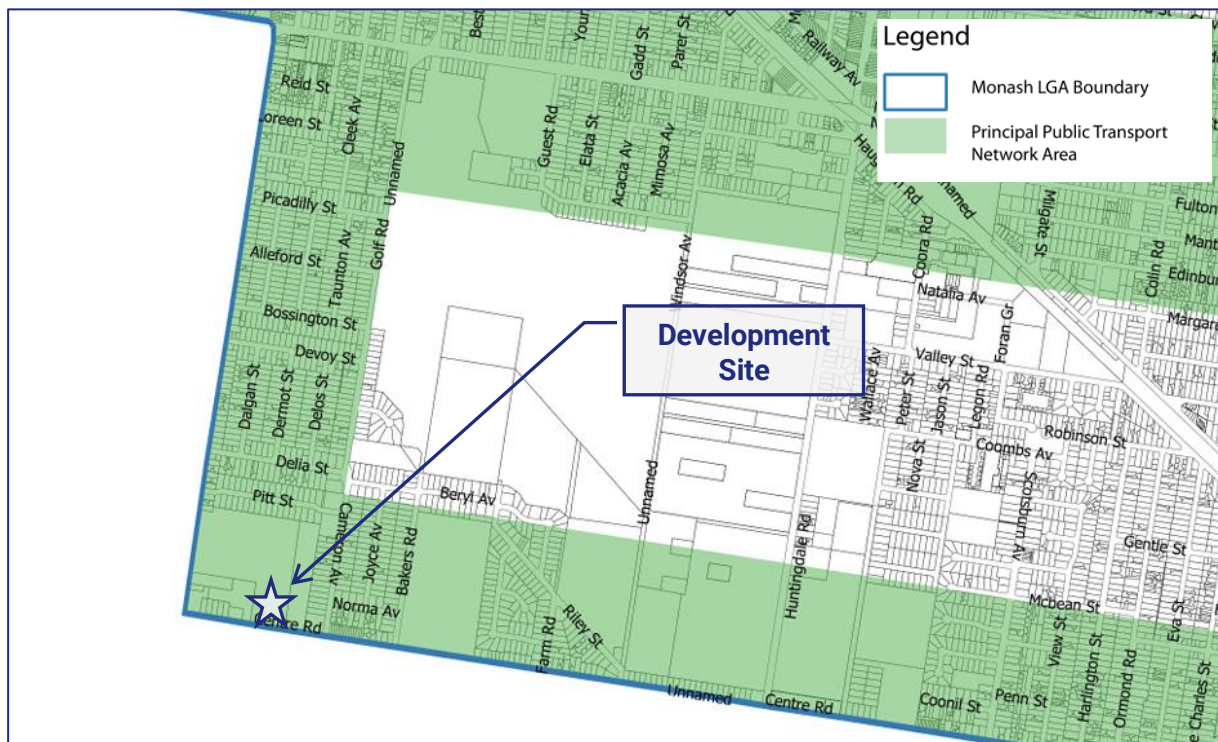 Legend
Monash LGA Boundary
Principal Public Transport
Network Area
Gadd St
Parer St
Railway Av
Reid St
Cleek Av
Guest Rd
Elata St
Acacia Av
Mimosa Av
Unnamed
Unnamed
Milgate St
Fulton
Picadilly St
Golf Rd
Taunton Av
Alleford St
Windsor Av
Coora Rd
Natalia Av
Foran Gr
Colin Rd
Edinbur
Margar
Bossington St
Development
Site
Devoy St
Valley St
Wallace Av
Peter St
Jason St
Legon Rd
Dalgan St
Dermot St
Delos St
Robinson St
Coombs Av
Delia St
Nova St
Scotsburn Av
Pitt St
Beryl Av
Unnamed
Cameron Av
Joyce Av
Bakers Rd
Huntingdale Rd
Gentle St
Norma Av
Mcbean St
Centre Rd
Farm Rd
Riley St
View St
Eva St
Harlington St
Ormond Rd
Unnamed
Centre Rd
Coonil St
Penn St
e Charles St